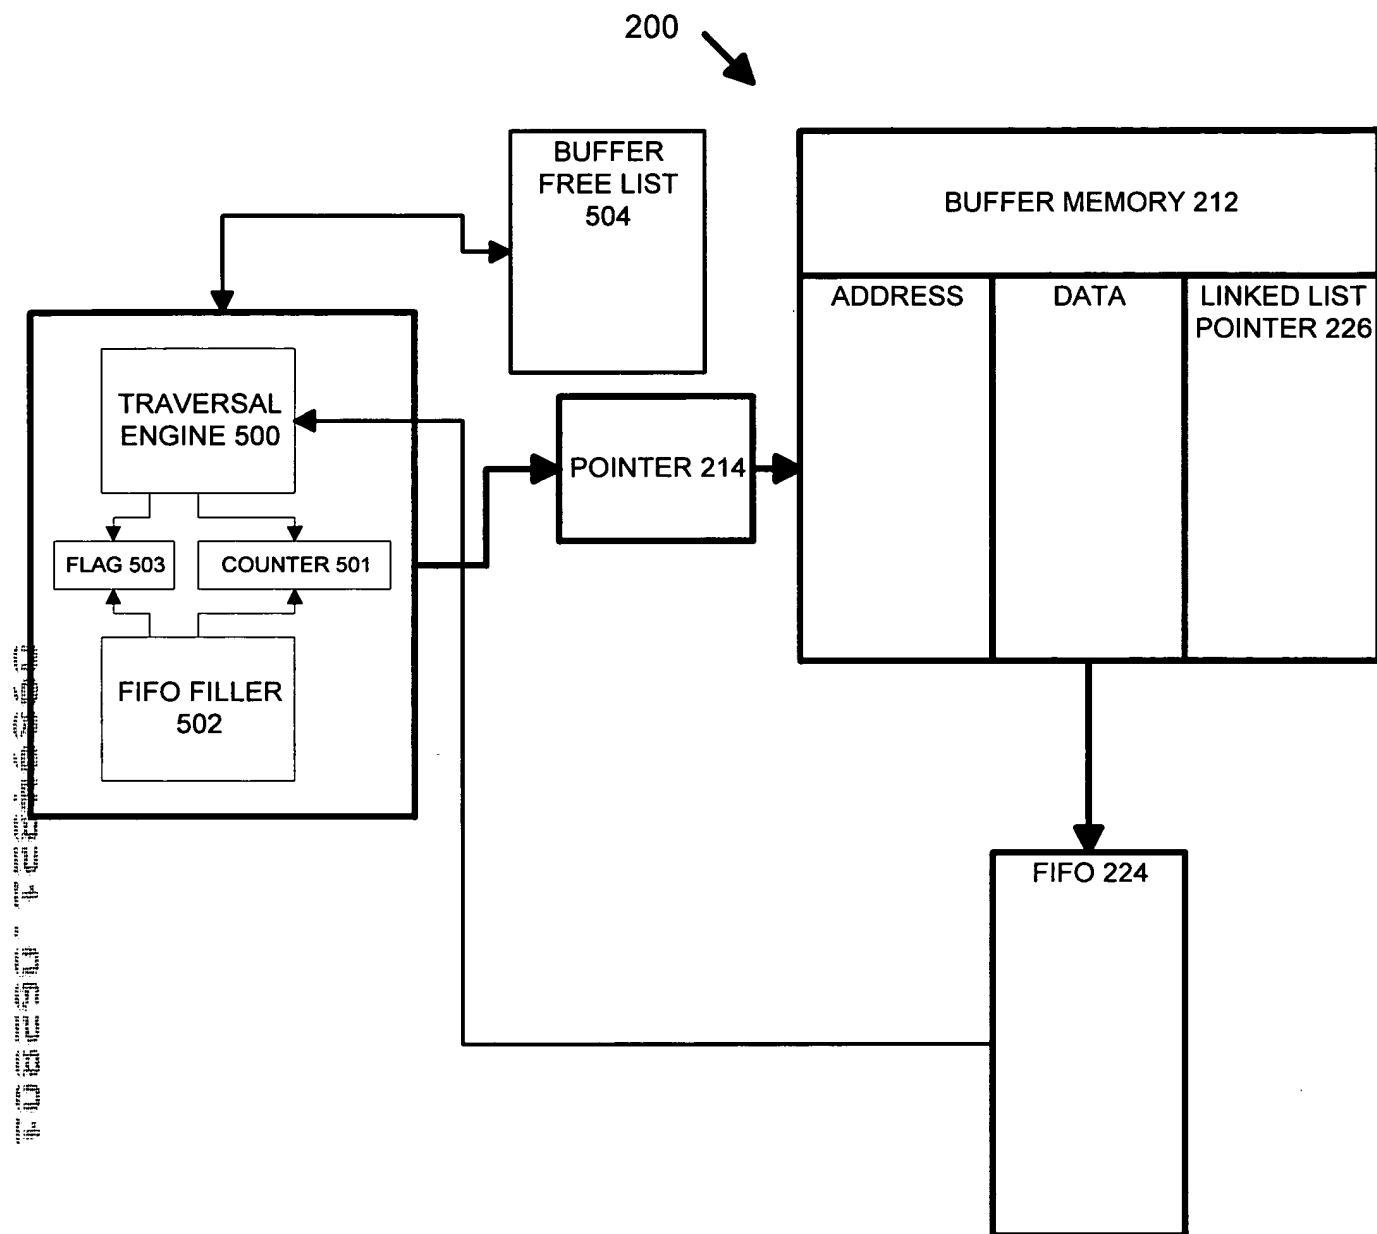 200
BUFFER
FREE LIST
504
BUFFER MEMORY 212
ADDRESS
DATA
LINKED LIST
POINTER 226
TRAVERSAL
ENGINE 500
POINTER 214
FLAG 503
COUNTER 501
FIFO FILLER
502
FIFO 224